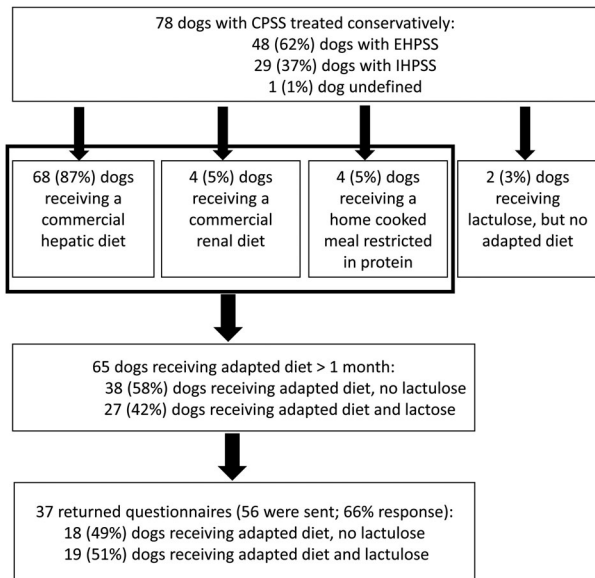 78 dogs with CPSS treated conservatively:
48 (62%) dogs with EHPSS
29 (37%) dogs with IHPSS
1 (1%) dog undefined
68 (87%) dogs
receiving a
commercial
hepatic diet
4 (5%) dogs
receiving a
commercial
renal diet
4 (5%) dogs
receiving a
home cooked
meal restricted
in protein
2 (3%) dogs
receiving
lactulose, but no
adapted diet
65 dogs receiving adapted diet > 1 month:
38 (58%) dogs receiving adapted diet, no lactulose
27 (42%) dogs receiving adapted diet and lactose
37 returned questionnaires (56 were sent; 66% response):
18 (49%) dogs receiving adapted diet, no lactulose
19 (51%) dogs receiving adapted diet and lactulose